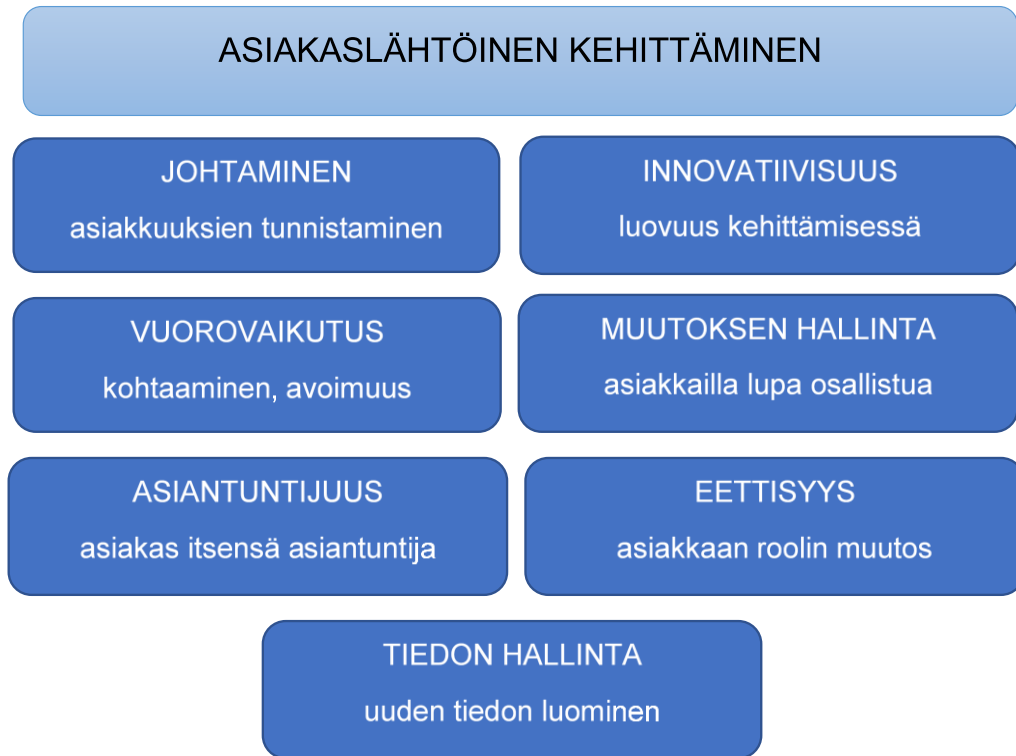 ASIAKASLÄHTÖINEN KEHITTÄMINEN
JOHTAMINEN
asiakkuuksien tunnistaminen
INNOVATIIVISUUS
luovuus kehittämisessä
VUOROVAIKUTUS
kohtaaminen, avoimuus
MUUTOKSEN HALLINTA
asiakkailla lupa osallistua
ASIANTUNTIJUUS
asiakas itsensä asiantuntija
EETTISYYS
asiakkaan roolin muutos
TIEDON HALLINTA
uuden tiedon luominen